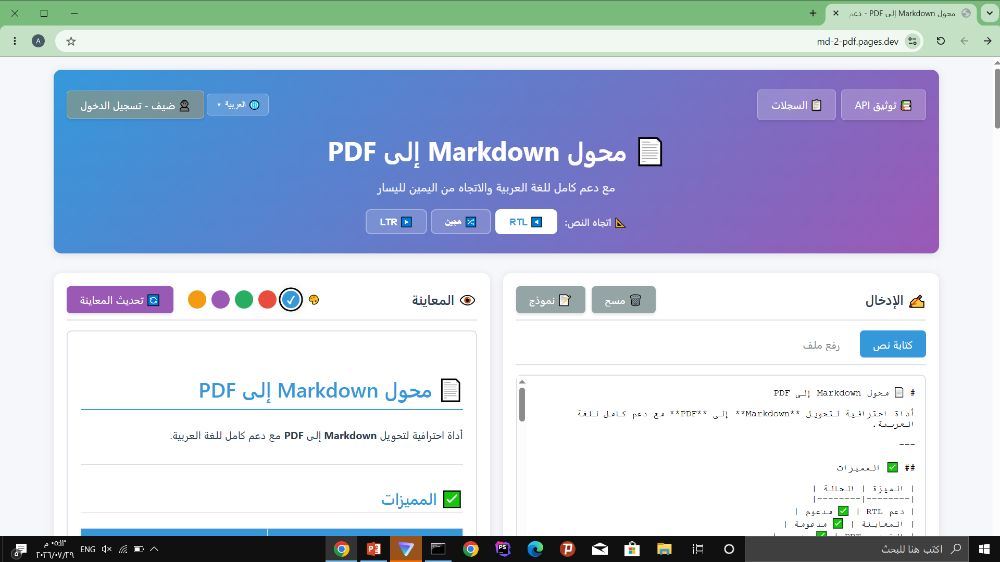 محول Markdown إلى PDF - دعم
md-2-pdf.pages.dev
A
📚 توثيق API
📋 السجلات
🌐 العربية ▼
ضيف - تسجيل الدخول
📄 محول Markdown إلى PDF
مع دعم كامل للغة العربية والاتجاه من اليمين لليسار
📐 اتجاه النص:
◀ RTL
🔀 هجين
▶ LTR
✍ الإدخال
🗑 مسح
📝 نموذج
كتابة نص
رفع ملف
# 📄 محول Markdown إلى PDF
أداة احترافية لتحويل **Markdown** إلى **PDF** مع دعم كامل للغة
العربية.
---
## ✅ المميزات
| الميزة | الحالة |
|--------|--------|
| دعم RTL | ✅ مدعوم |
| المعاينة | ✅ مدعومة |
👁 المعاينة
🎨
✓
🔄 تحديث المعاينة
📄 محول Markdown إلى PDF
أداة احترافية لتحويل Markdown إلى PDF مع دعم كامل للغة العربية.
✅ المميزات
اكتب هنا للبحث
PS
ENG
٠٥:١٣ م
٢٠٢٦/٠٧/٢٩
٥